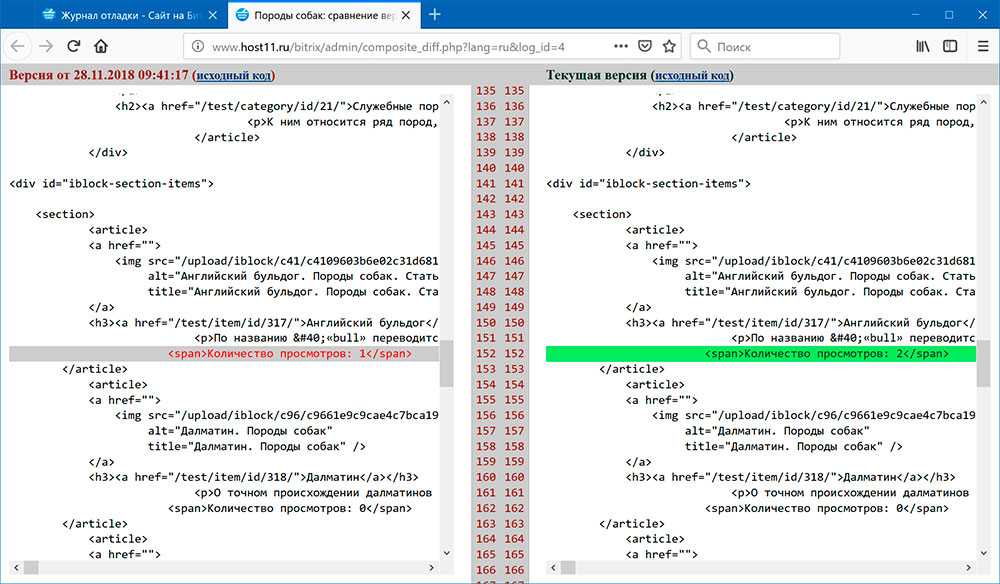 Журнал отладки - Сайт на Бит
Породы собак: сравнение вер
www.host11.ru/bitrix/admin/composite_diff.php?lang=ru&log_id=4
Поиск
Версия от 28.11.2018 09:41:17 (исходный код)
135 135
136 136
137 137
138 138
139 139
140 140
141 141
142 142
143 143
144 144
145 145
146 146
147 147
148 148
149 149
150 150
151 151
152 152
153 153
154 154
155 155
156 156
157 157
158 158
159 159
160 160
161 161
162 162
163 163
164 164
165 165
166 166
<h2><a href="/test/category/id/21/">Служебные пор
<p>К ним относится ряд пород,
</article>
</div>
<div id="iblock-section-items">
<section>
<article>
<a href="">
<img src="/upload/iblock/c41/c4109603b6e02c31d681
alt="Английский бульдог. Породы собак. Стать
title="Английский бульдог. Породы собак. Ста
</a>
<h3><a href="/test/item/id/317/">Английский бульдог</
<p>По названию &#40;«bull» переводитс
<span>Количество просмотров: 1</span>
</article>
<article>
<a href="">
<img src="/upload/iblock/c96/c9661e9c9cae4c7bca19
alt="Далматин. Породы собак"
title="Далматин. Породы собак" />
</a>
<h3><a href="/test/item/id/318/">Далматин</a></h3>
<p>О точном происхождении далматинов
<span>Количество просмотров: 0</span>
</article>
<article>
<a href="">
Текущая версия (исходный код)
<h2><a href="/test/category/id/21/">Служебные пор
<p>К ним относится ряд пород,
</article>
</div>
<div id="iblock-section-items">
<section>
<article>
<a href="">
<img src="/upload/iblock/c41/c4109603b6e02c31d681
alt="Английский бульдог. Породы собак. Стать
title="Английский бульдог. Породы собак. Ста
</a>
<h3><a href="/test/item/id/317/">Английский бульдог</
<p>По названию &#40;«bull» переводитс
<span>Количество просмотров: 2</span>
</article>
<article>
<a href="">
<img src="/upload/iblock/c96/c9661e9c9cae4c7bca19
alt="Далматин. Породы собак"
title="Далматин. Породы собак" />
</a>
<h3><a href="/test/item/id/318/">Далматин</a></h3>
<p>О точном происхождении далматинов
<span>Количество просмотров: 0</span>
</article>
<article>
<a href="">